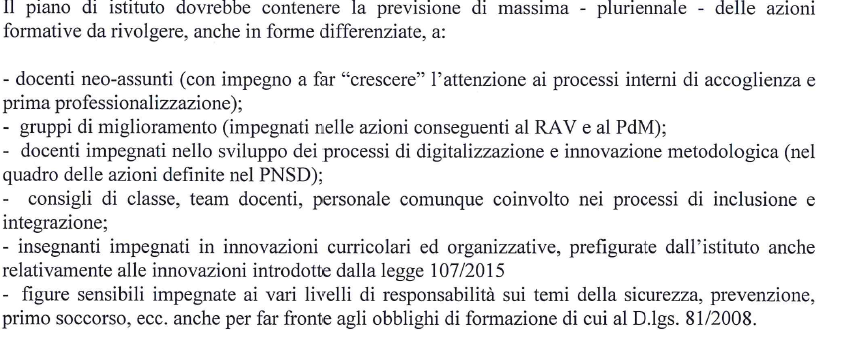 Il piano di istituto dovrebbe contenere la previsione di massima - pluriennale - delle azioni
formative da rivolgere, anche in forme differenziate, a:
- docenti neo-assunti (con impegno a far “crescere” l’attenzione ai processi interni di accoglienza e
prima professionalizzazione);
- gruppi di miglioramento (impegnati nelle azioni conseguenti al RAV e al PdM);
- docenti impegnati nello sviluppo dei processi di digitalizzazione e innovazione metodologica (nel
quadro delle azioni definite nel PNSD);
- consigli di classe, team docenti, personale comunque coinvolto nei processi di inclusione e
integrazione;
- insegnanti impegnati in innovazioni curricolari ed organizzative, prefigurate dall’istituto anche
relativamente alle innovazioni introdotte dalla legge 107/2015
- figure sensibili impegnate ai vari livelli di responsabilità sui temi della sicurezza, prevenzione,
primo soccorso, ecc. anche per far fronte agli obblighi di formazione di cui al D.lgs. 81/2008.